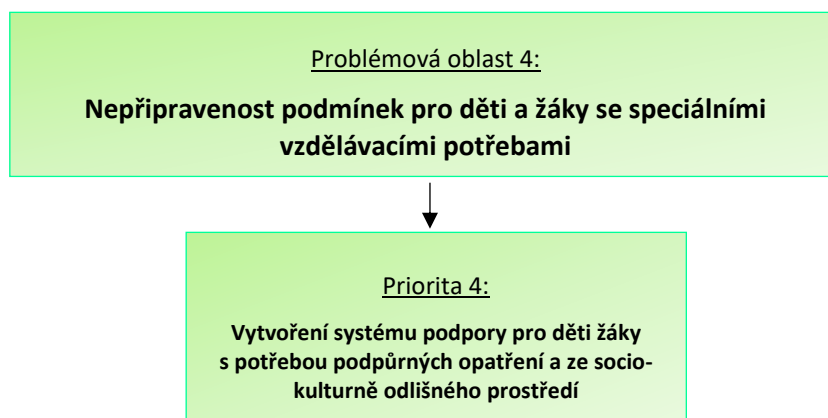 Problémová oblast 4:
Nepřipravenost podmínek pro děti a žáky se speciálními
vzdělávacími potřebami
Priorita 4:
Vytvoření systému podpory pro děti žáky
s potřebou podpůrných opatření a ze socio-
kulturně odlišného prostředí